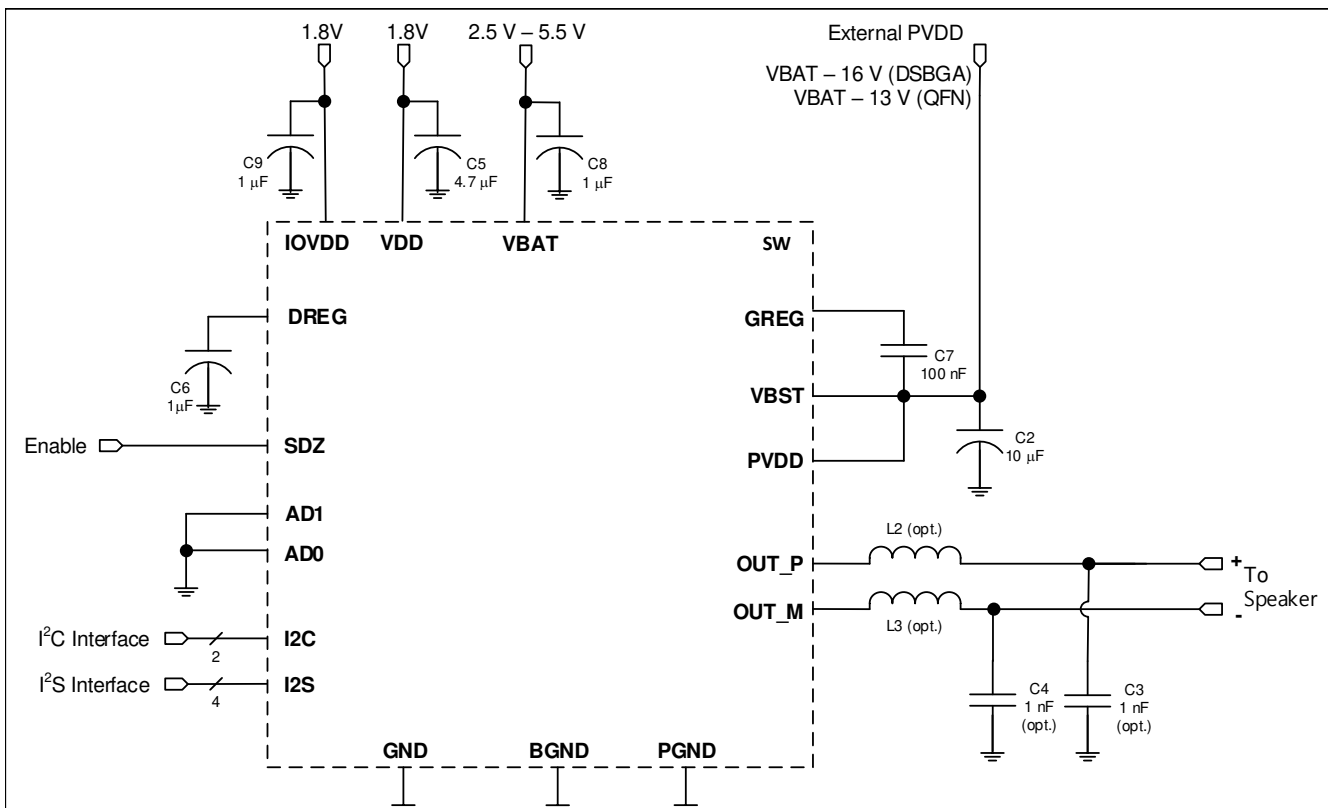 1.8V
1.8V
2.5 V – 5.5 V
External PVDD
VBAT – 16 V (DSBGA)
VBAT – 13 V (QFN)
C9
1 µF
C5
4.7 µF
C8
1 µF
IOVDD
VDD
VBAT
SW
DREG
GREG
C6
1µF
C7
100 nF
VBST
Enable
SDZ
C2
10 µF
PVDD
AD1
AD0
L2 (opt.)
OUT_P
+
To
Speaker
OUT_M
-
L3 (opt.)
I²C Interface
2
I2C
I²S Interface
4
I2S
C4
1 nF
(opt.)
C3
1 nF
(opt.)
GND
BGND
PGND